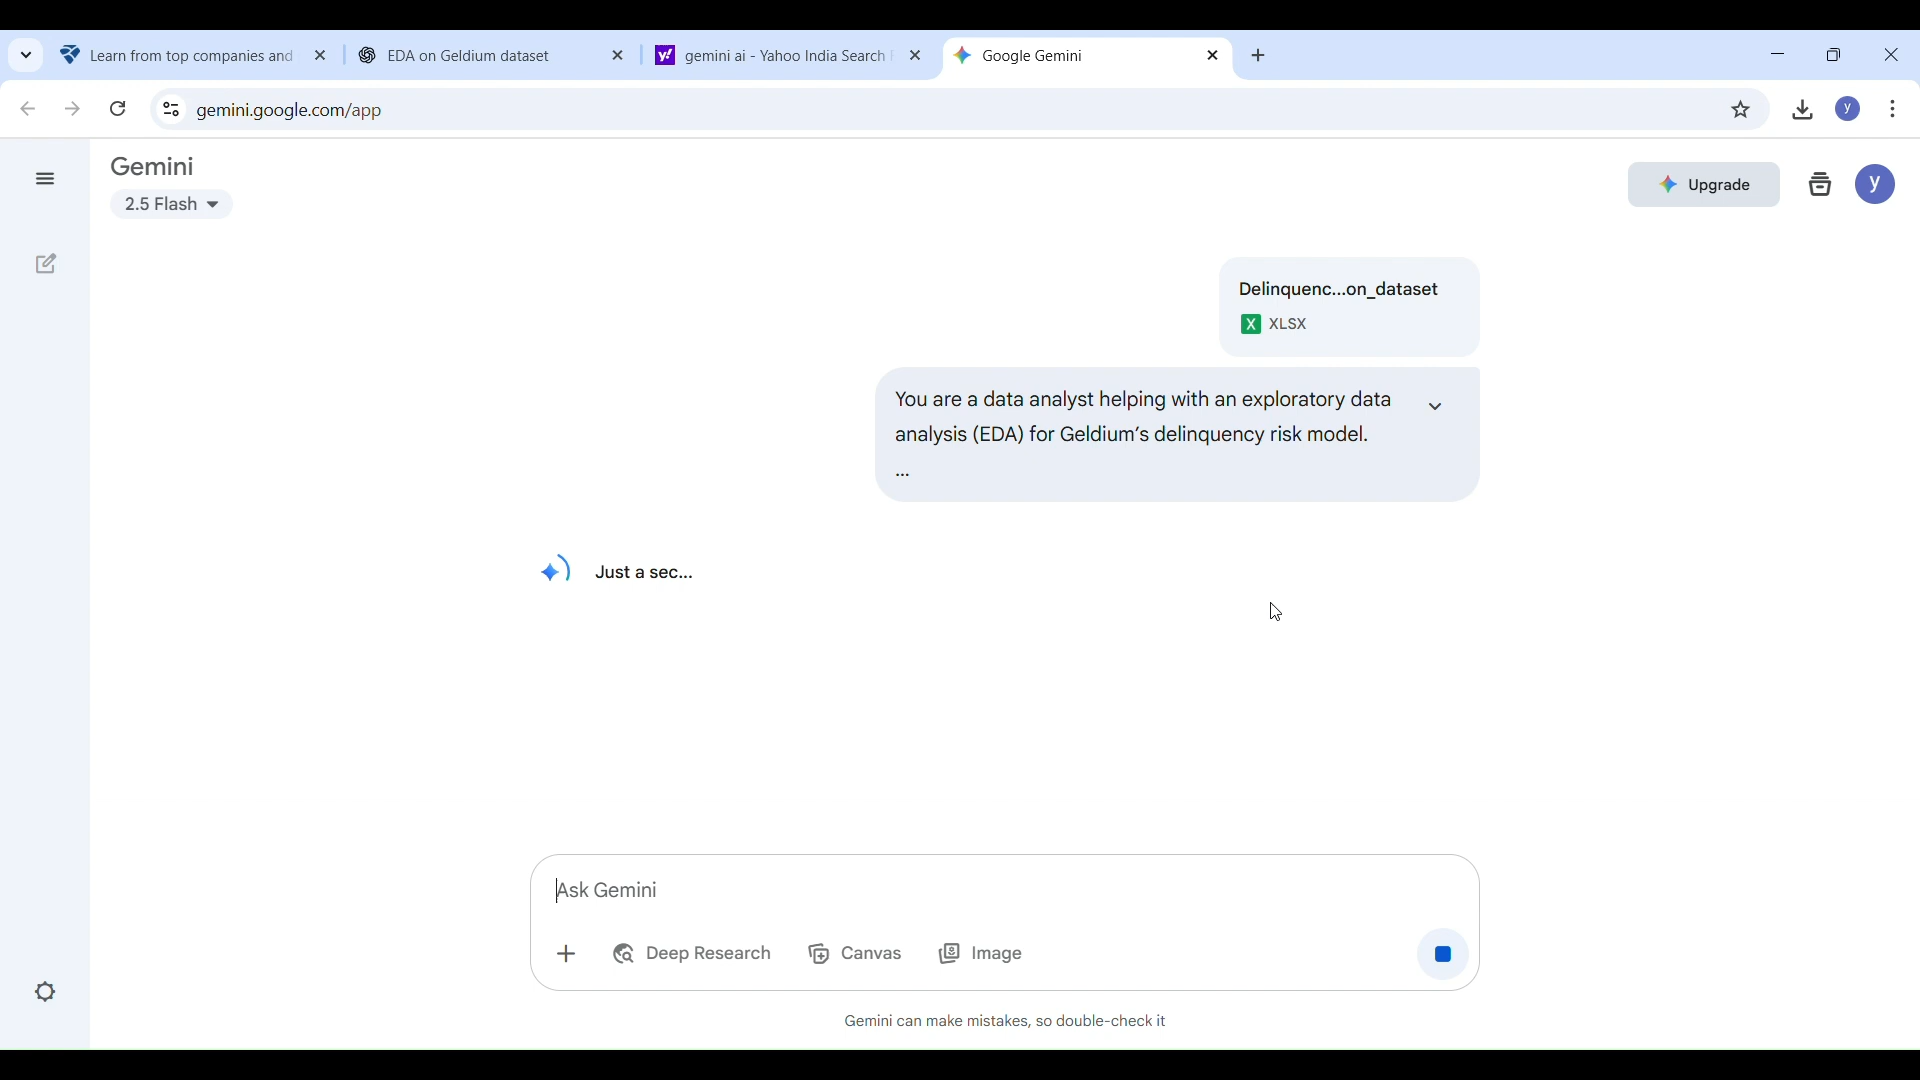 Learn from top companies and
EDA on Geldium dataset
gemini ai - Yahoo India Search
Google Gemini
gemini.google.com/app
y
Gemini
2.5 Flash
Upgrade
y
Delinquenc...on_dataset
X XLSX
You are a data analyst helping with an exploratory data
analysis (EDA) for Geldium’s delinquency risk model.
...
Just a sec...
Ask Gemini
Deep Research
Canvas
Image
Gemini can make mistakes, so double-check it